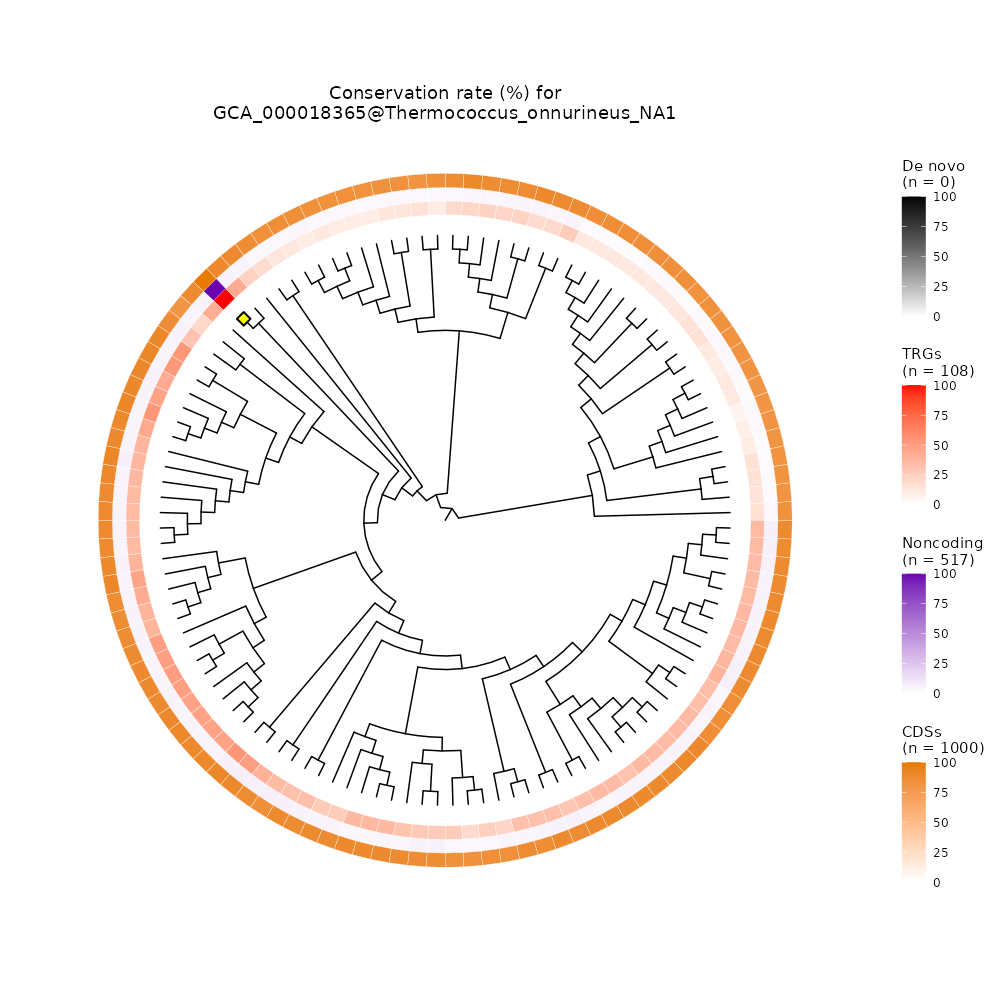 Conservation rate (%) for
GCA_000018365@Thermococcus_onnurineus_NA1
De novo
(n = 0)
100
75
50
25
0
TRGs
(n = 108)
100
75
50
25
0
Noncoding
(n = 517)
100
75
50
25
0
CDSs
(n = 1000)
100
75
50
25
0